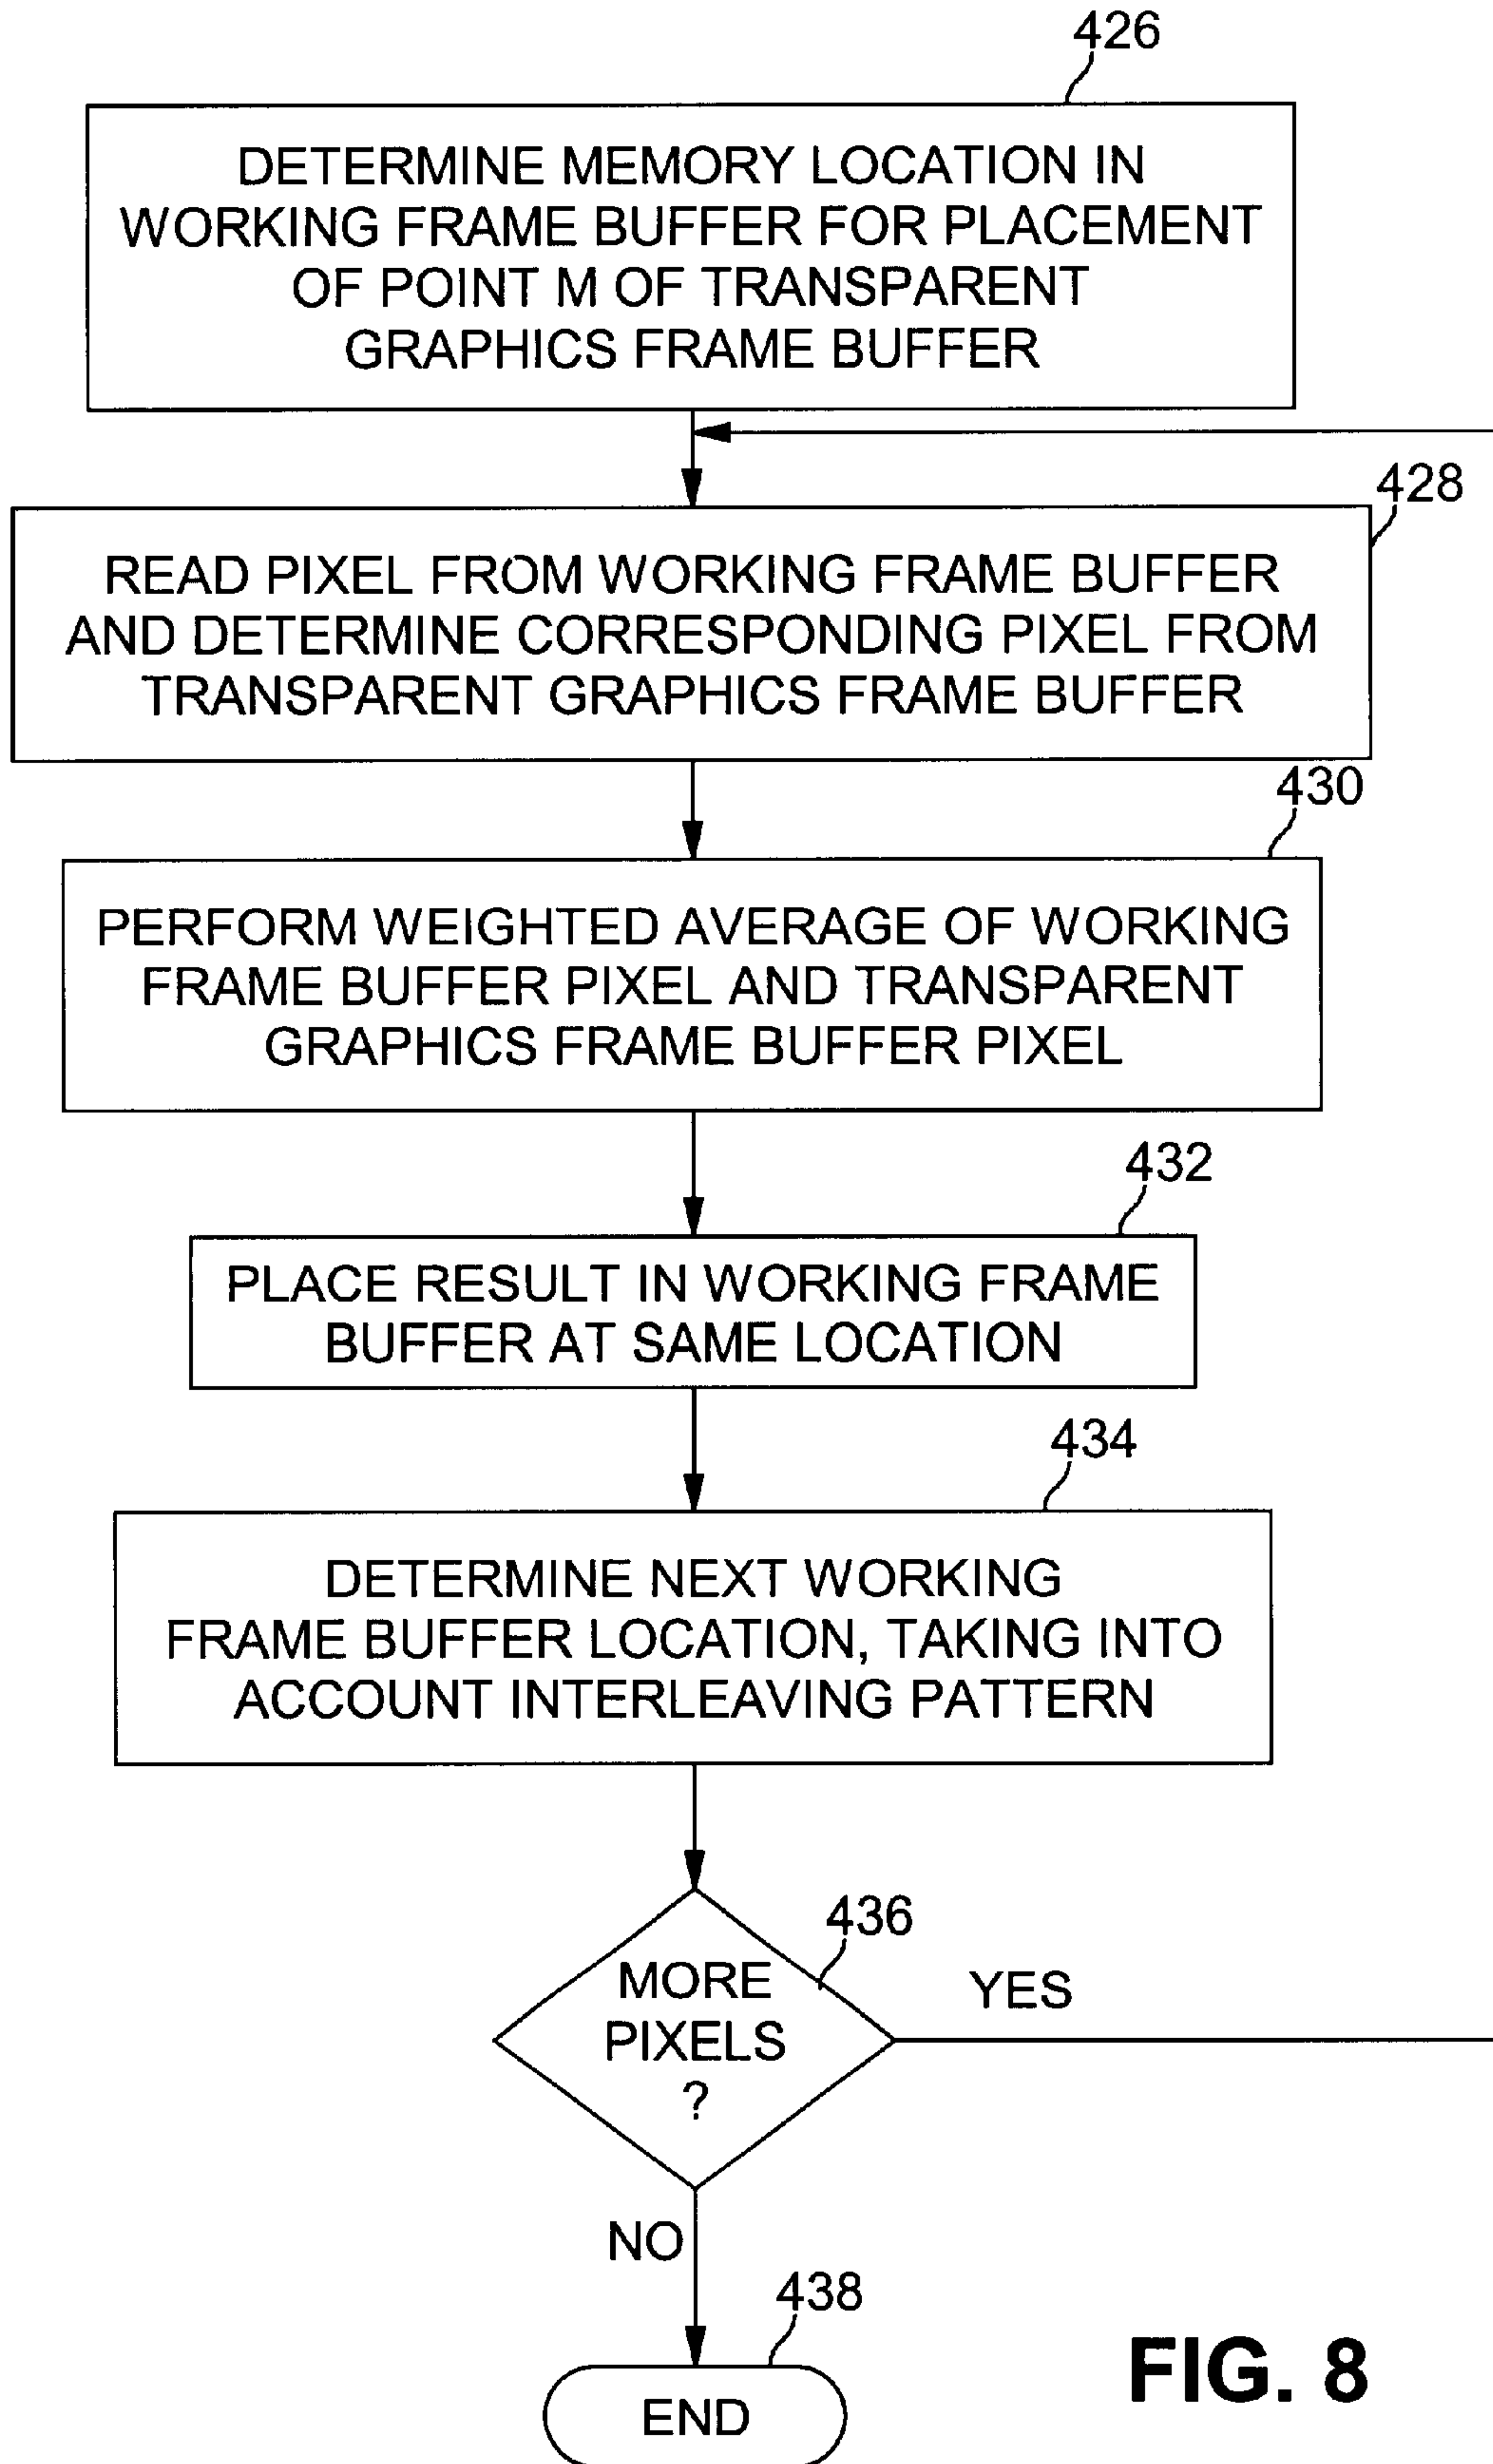 426
DETERMINE MEMORY LOCATION IN
WORKING FRAME BUFFER FOR PLACEMENT
OF POINT M OF TRANSPARENT
GRAPHICS FRAME BUFFER
428
READ PIXEL FROM WORKING FRAME BUFFER
AND DETERMINE CORRESPONDING PIXEL FROM
TRANSPARENT GRAPHICS FRAME BUFFER
430
PERFORM WEIGHTED AVERAGE OF WORKING
FRAME BUFFER PIXEL AND TRANSPARENT
GRAPHICS FRAME BUFFER PIXEL
432
PLACE RESULT IN WORKING FRAME
BUFFER AT SAME LOCATION
434
DETERMINE NEXT WORKING
FRAME BUFFER LOCATION, TAKING INTO
ACCOUNT INTERLEAVING PATTERN
436
MORE
PIXELS
?
YES
NO
438
END
FIG. 8